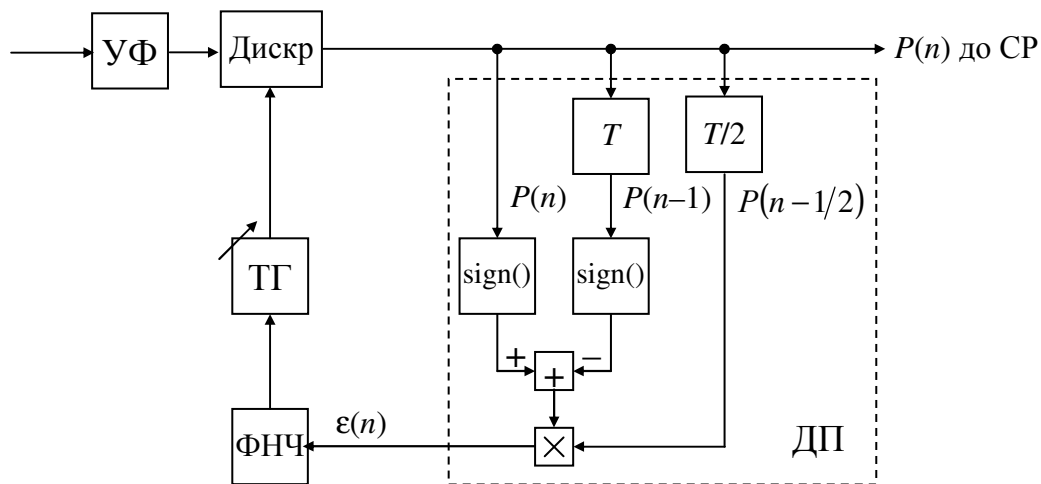 УФ
Дискр
P(n) до СР
T
T/2
P(n)
P(n–1)
P(n – 1/2)
ТГ
sign()
sign()
+
–
+
ФНЧ
ε(n)
×
ДП